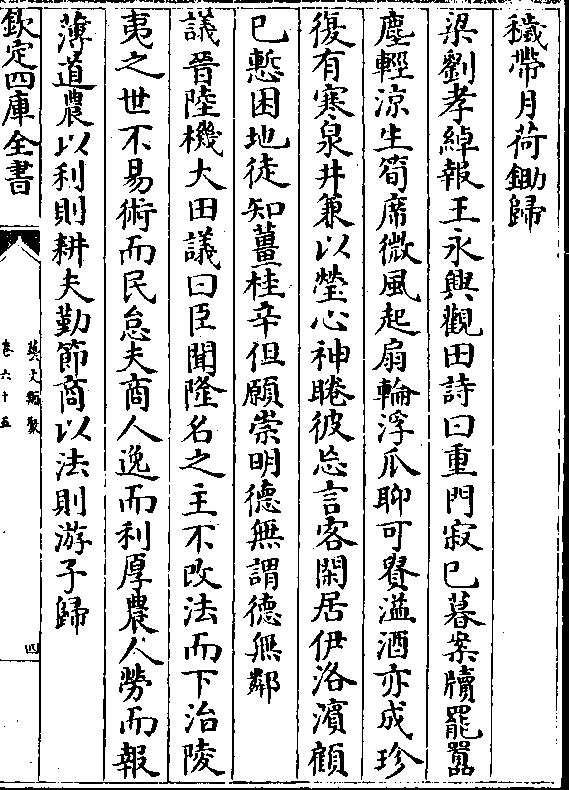 穢帶月荷鋤歸
梁劉孝綽報王永興觀田詩曰重門寂已暮案牘罷囂
塵輕涼生筍席微風起扇輪浮瓜聊可賞溢酒亦成珍
復有寒泉井兼以瑩心神睠彼忘言客閑居伊洛濱顧
已慙困地徒知薑桂辛但願崇明德無謂德無鄰
議晉陸機大田議曰臣聞隆名之主不改法而下治陵
夷之世不易術而民怠夫商人逸而利厚農人勞而報
薄道農以利則耕夫勤節商以法則游子歸
欽定四庫全書
藝文類聚
卷六十五
四